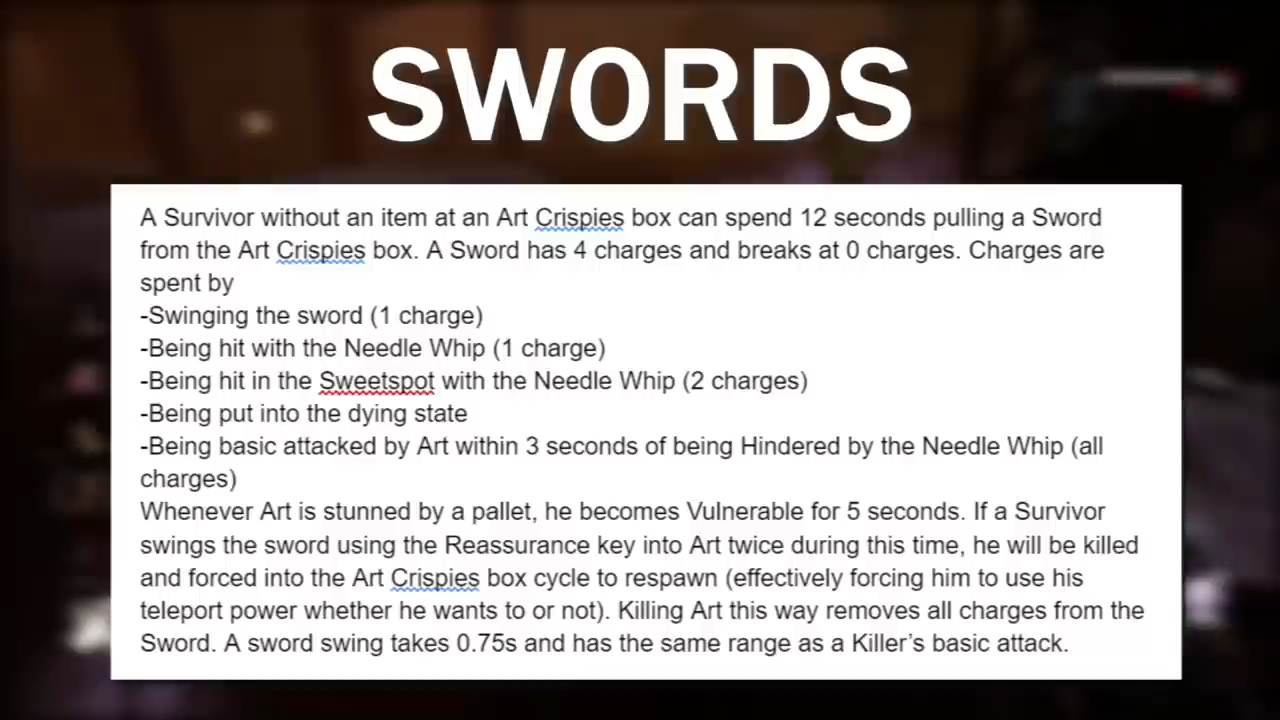 SWORDS
A Survivor without an item at an Art Crispies box can spend 12 seconds pulling a Sword
from the Art Crispies box. A Sword has 4 charges and breaks at 0 charges. Charges are
spent by
-Swinging the sword (1 charge)
-Being hit with the Needle Whip (1 charge)
-Being hit in the Sweetspot with the Needle Whip (2 charges)
-Being put into the dying state
-Being basic attacked by Art within 3 seconds of being Hindered by the Needle Whip (all
charges)
Whenever Art is stunned by a pallet, he becomes Vulnerable for 5 seconds. If a Survivor
swings the sword using the Reassurance key into Art twice during this time, he will be killed
and forced into the Art Crispies box cycle to respawn (effectively forcing him to use his
teleport power whether he wants to or not). Killing Art this way removes all charges from the
Sword. A sword swing takes 0.75s and has the same range as a Killer's basic attack.